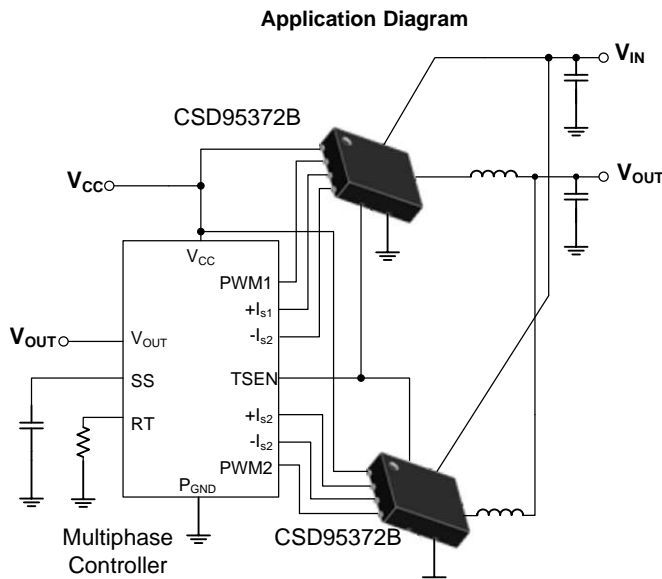 Application Diagram
V_IN
CSD95372B
V_CC
V_OUT
V_CC
PWM1
+I_s1
-I_s2
V_OUT
V_OUT
SS
TSEN
RT
+I_s2
-I_s2
PWM2
P_GND
Multiphase
Controller
CSD95372B